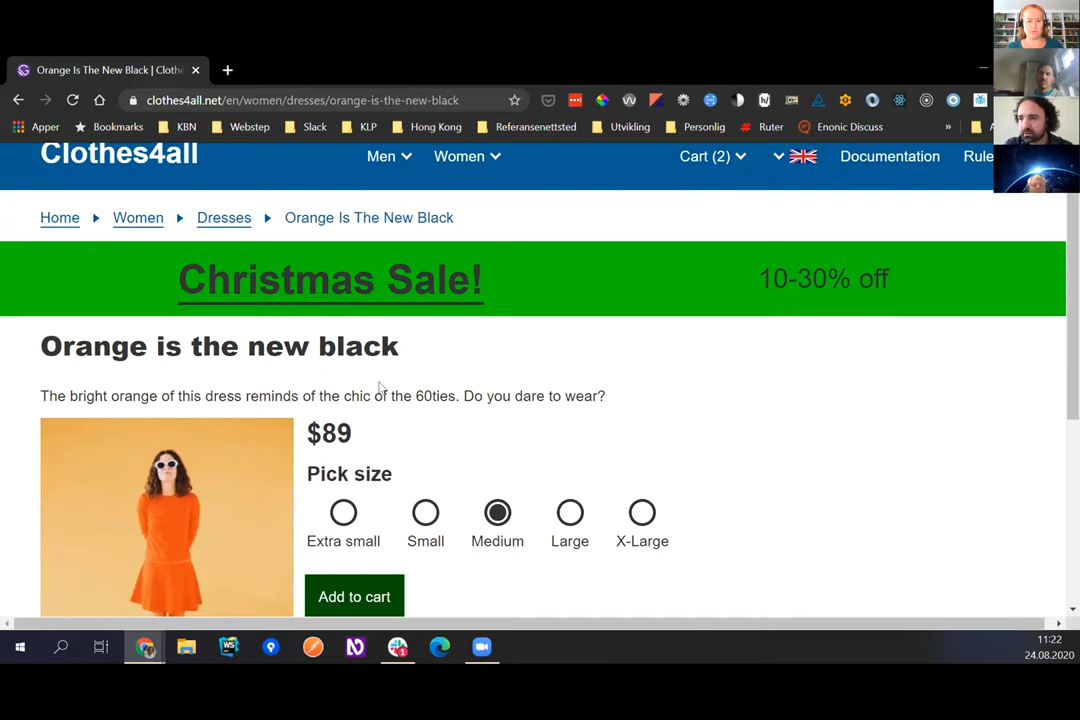 Orange Is The New Black | Clothe
clothes4all.net/en/women/dresses/orange-is-the-new-black
Apper Bookmarks KBN Webstep Slack KLP Hong Kong Referansenettsted Utvikling Personlig Ruter Enonic Discuss »
Clothes4all Men Women Cart (2) Documentation Rule
Home Women Dresses Orange Is The New Black
Christmas Sale! 10-30% off
Orange is the new black
The bright orange of this dress reminds of the chic of the 60ties. Do you dare to wear?
$89
Pick size
Extra small Small Medium Large X-Large
Add to cart
11:22
24.08.2020